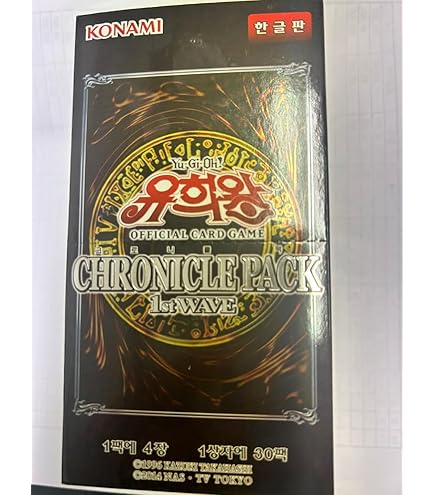 KONAMI
한글판
Yu-Gi-Oh!
유희왕
OFFICIAL CARD GAME
CHRONICLE PACK
1st WAVE
1팩에 4장 1상자에 30팩
©1996 KAZUKI TAKAHASHI
©2014 NAS • TV TOKYO